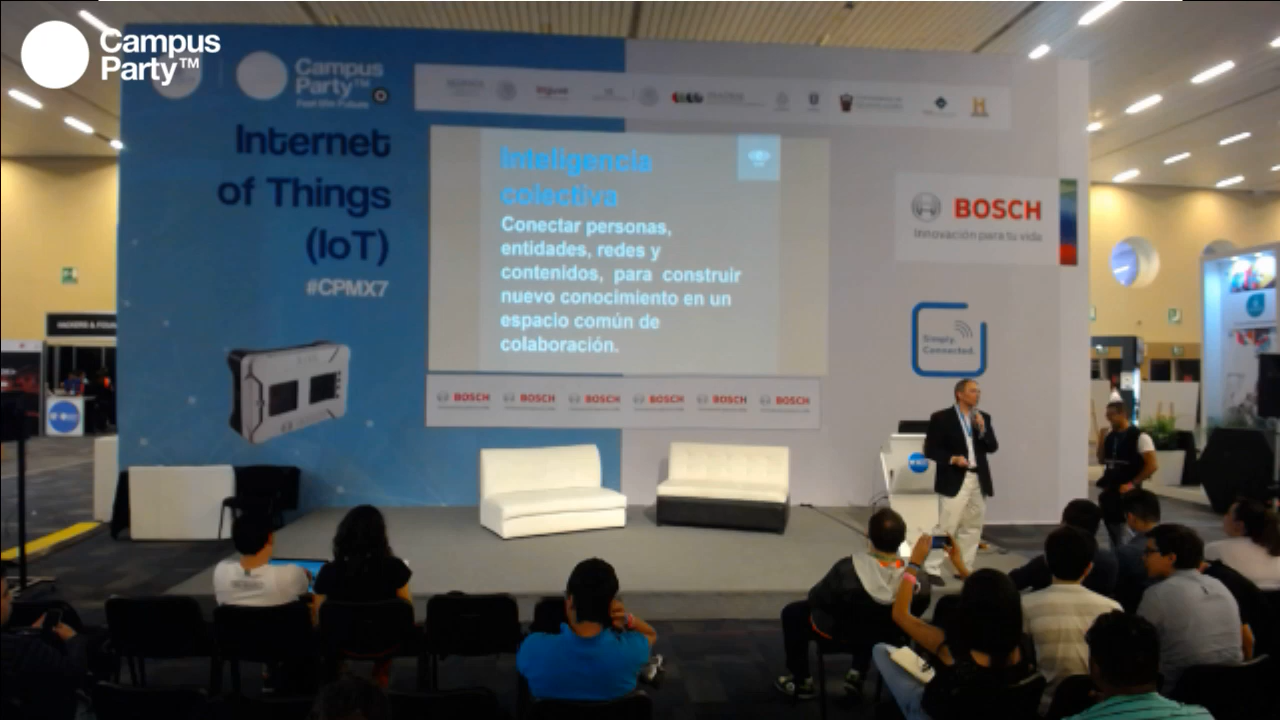 Campus
Party™
Campus
Party™
Feel the Future
Internet
of Things
(IoT)
#CPMX7
Inteligencia
colectiva
Conectar personas,
entidades, redes y
contenidos, para construir
nuevo conocimiento en un
espacio común de
colaboración.
BOSCH
Innovación para tu vida
Simply.
Connected.
BOSCH BOSCH BOSCH BOSCH BOSCH BOSCH